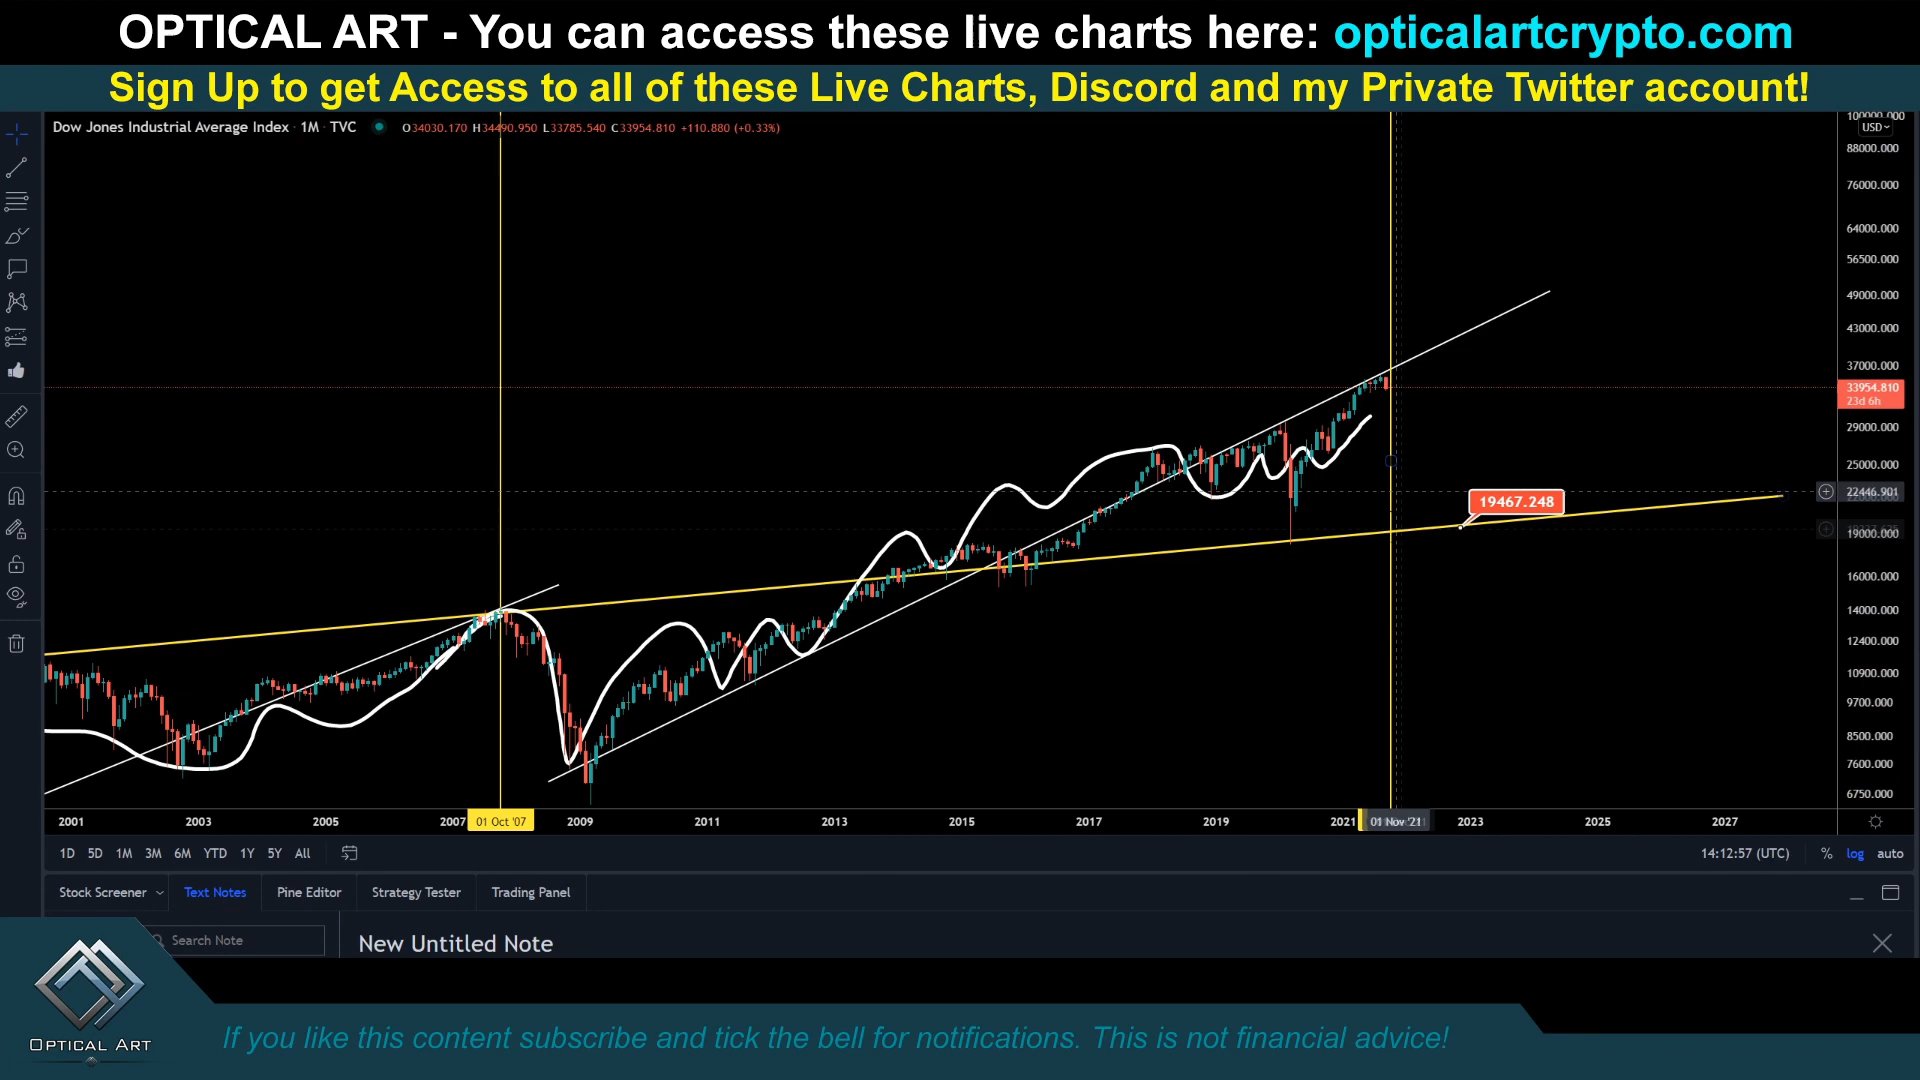 OPTICAL ART - You can access these live charts here: opticalartcrypto.com
Sign Up to get Access to all of these Live Charts, Discord and my Private Twitter account!
Dow Jones Industrial Average Index · 1M · TVC O34030.170 H34490.950 L33785.540 C33954.810 +110.880 (+0.33%)
100000.000
USD
88000.000
76000.000
64000.000
56500.000
49000.000
43000.000
37000.000
33954.810
23d 6h
29000.000
25000.000
22446.901
19467.248
19000.000
16000.000
14000.000
12400.000
10900.000
9700.000
8500.000
7600.000
6750.000
2001 2003 2005 2007 01 Oct '07 2009 2011 2013 2015 2017 2019 2021 01 Nov '21 2023 2025 2027
1D 5D 1M 3M 6M YTD 1Y 5Y All 14:12:57 (UTC) % log auto
Stock Screener Text Notes Pine Editor Strategy Tester Trading Panel
Search Note New Untitled Note
OPTICAL ART
If you like this content subscribe and tick the bell for notifications. This is not financial advice!